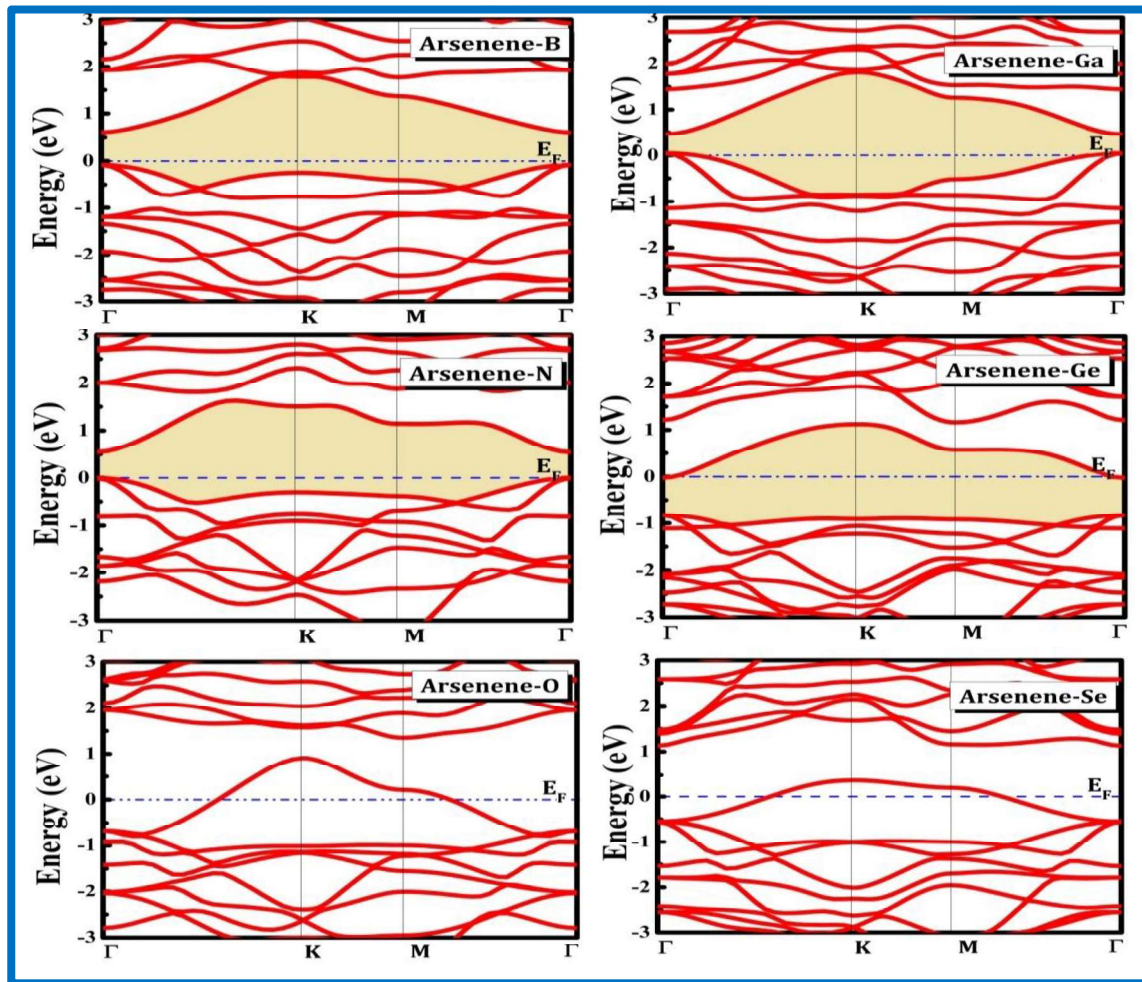 Arsenene-B
Energy (eV)
3
2
1
0
-1
-2
-3
E_F
Γ K M Γ
Arsenene-Ga
Energy (eV)
3
2
1
0
-1
-2
-3
E_F
Γ K M Γ
Arsenene-N
Energy (eV)
3
2
1
0
-1
-2
-3
E_F
Γ K M Γ
Arsenene-Ge
Energy (eV)
3
2
1
0
-1
-2
-3
E_F
Γ K M Γ
Arsenene-O
Energy (eV)
3
2
1
0
-1
-2
-3
E_F
Γ K M Γ
Arsenene-Se
Energy (eV)
3
2
1
0
-1
-2
-3
E_F
Γ K M Γ